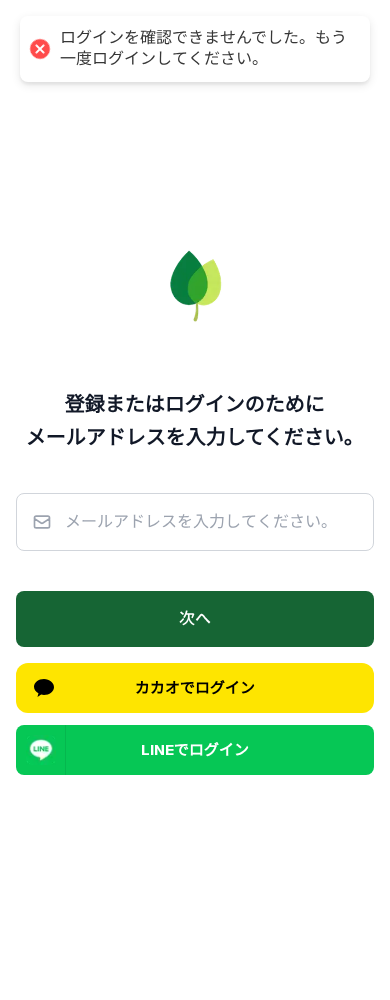 ログインを確認できませんでした。もう
一度ログインしてください。
登録またはログインのために
メールアドレスを入力してください。
メールアドレスを入力してください。
次へ
カカオでログイン
LINE
LINEでログイン